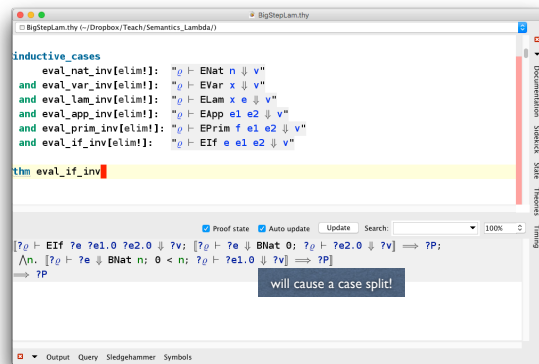 BigStepLam.thy
BigStepLam.thy (~/Dropbox/Teach/Semantics_Lambda/)
inductive_cases
eval_nat_inv[elim!]: "ϱ ⊢ ENat n ⇓ v"
and eval_var_inv[elim!]: "ϱ ⊢ EVar x ⇓ v"
and eval_lam_inv[elim!]: "ϱ ⊢ ELam x e ⇓ v"
and eval_app_inv[elim!]: "ϱ ⊢ EApp e1 e2 ⇓ v"
and eval_prim_inv[elim!]: "ϱ ⊢ EPrim f e1 e2 ⇓ v"
and eval_if_inv[elim!]: "ϱ ⊢ EIf e e1 e2 ⇓ v"
thm eval_if_inv
Proof state Auto update Update Search: 100%
⟦?ϱ ⊢ EIf ?e ?e1.0 ?e2.0 ⇓ ?v; ⟦?ϱ ⊢ ?e ⇓ BNat 0; ?ϱ ⊢ ?e2.0 ⇓ ?v⟧ ⟹ ?P;
⋀n. ⟦?ϱ ⊢ ?e ⇓ BNat n; 0 < n; ?ϱ ⊢ ?e1.0 ⇓ ?v⟧ ⟹ ?P⟧
⟹ ?P
will cause a case split!
Output Query Sledgehammer Symbols
Documentation Sidekick State Theories Timing